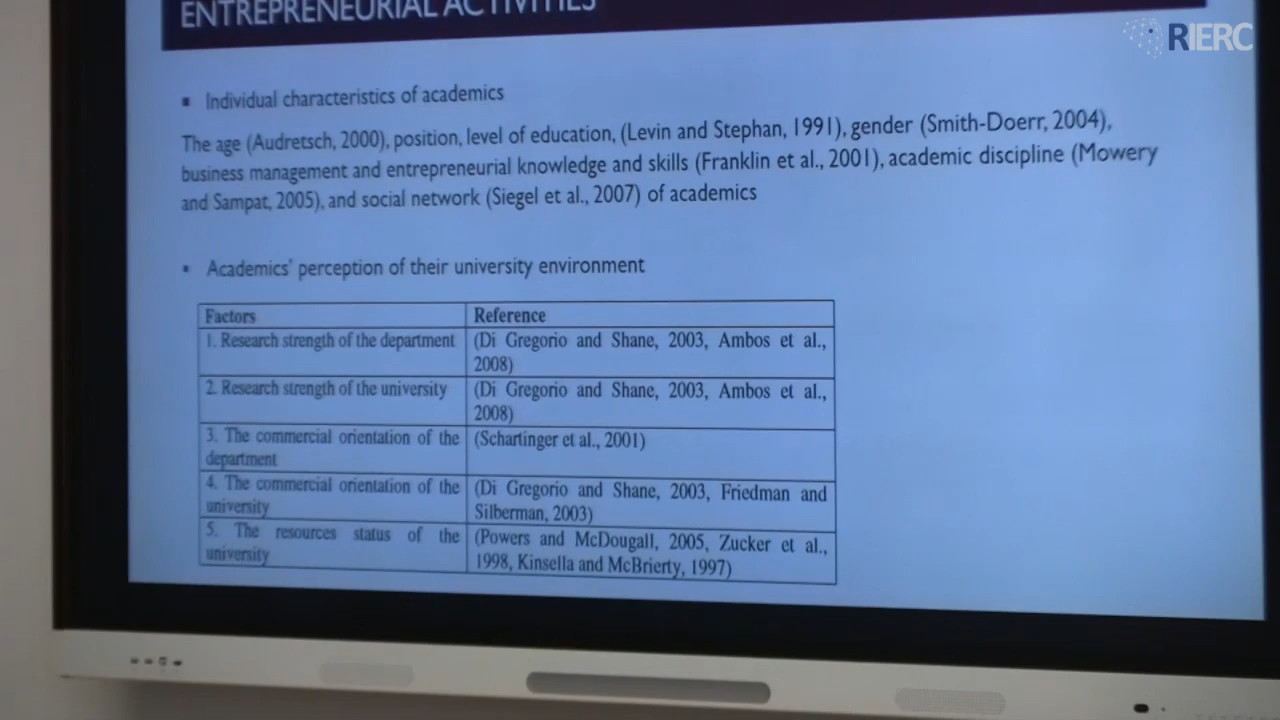 ENTREPRENEURIAL ACTIVITIES
RIERC
Individual characteristics of academics
The age (Audretsch, 2000), position, level of education, (Levin and Stephan, 1991), gender (Smith-Doerr, 2004),
business management and entrepreneurial knowledge and skills (Franklin et al., 2001), academic discipline (Mowery
and Sampat, 2005), and social network (Siegel et al., 2007) of academics
Academics' perception of their university environment
Factors
Reference
1. Research strength of the department
(Di Gregorio and Shane, 2003, Ambos et al.,
2008)
2. Research strength of the university
(Di Gregorio and Shane, 2003, Ambos et al.,
2008)
3. The commercial orientation of the
department
(Schartinger et al., 2001)
4. The commercial orientation of the
university
(Di Gregorio and Shane, 2003, Friedman and
Silberman, 2003)
5. The resources status of the
university
(Powers and McDougall, 2005, Zucker et al.,
1998, Kinsella and McBrierty, 1997)